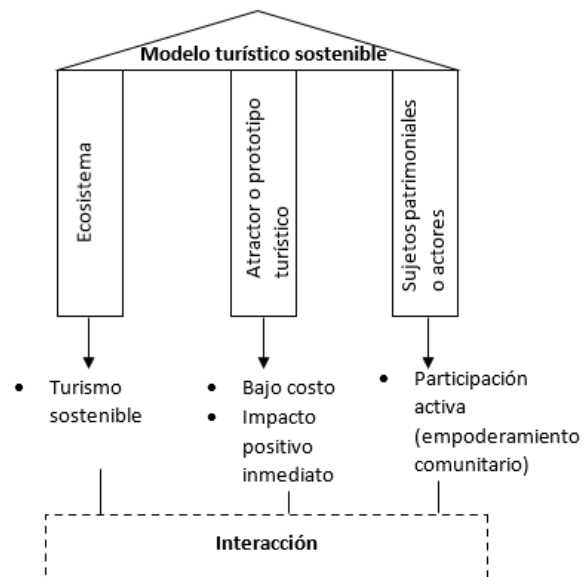 Modelo turístico sostenible
Ecosistema
Atractor o prototipo
turístico
Sujetos patrimoniales
o actores
• Turismo
sostenible
• Bajo costo
• Impacto
positivo
inmediato
• Participación
activa
(empoderamiento
comunitario)
Interacción